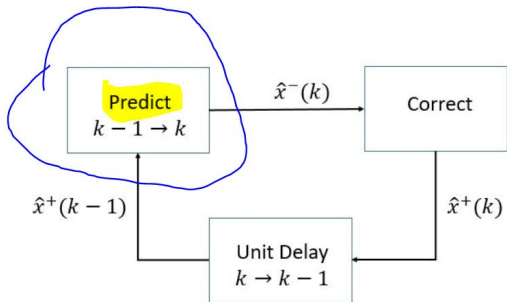 Predict
k − 1 → k
x̂⁻(k)
Correct
x̂⁺(k − 1)
x̂⁺(k)
Unit Delay
k → k − 1